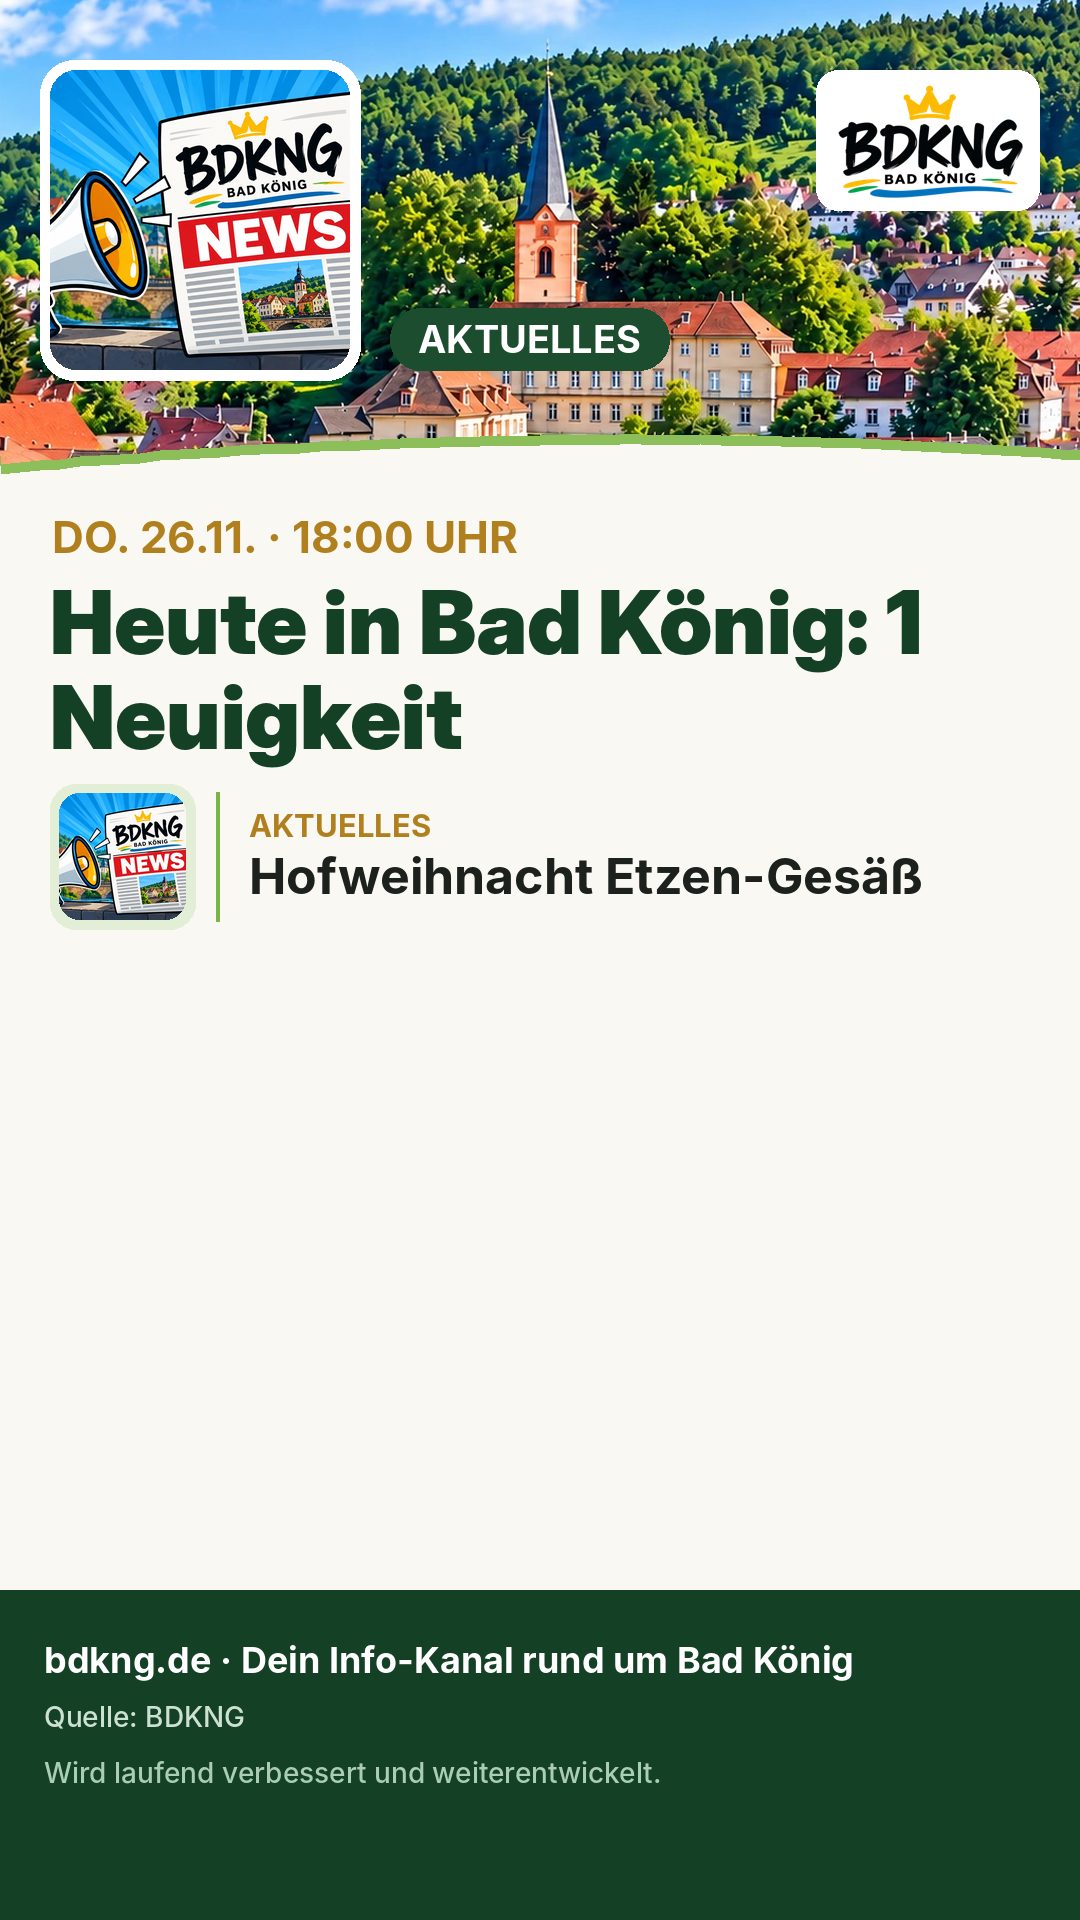 BDKNG
BAD KÖNIG
NEWS
BDKNG
BAD KÖNIG
AKTUELLES
DO. 26.11. · 18:00 UHR
Heute in Bad König: 1
Neuigkeit
BDKNG
BAD KÖNIG
NEWS
AKTUELLES
Hofweihnacht Etzen-Gesäß
bdkng.de · Dein Info-Kanal rund um Bad König
Quelle: BDKNG
Wird laufend verbessert und weiterentwickelt.